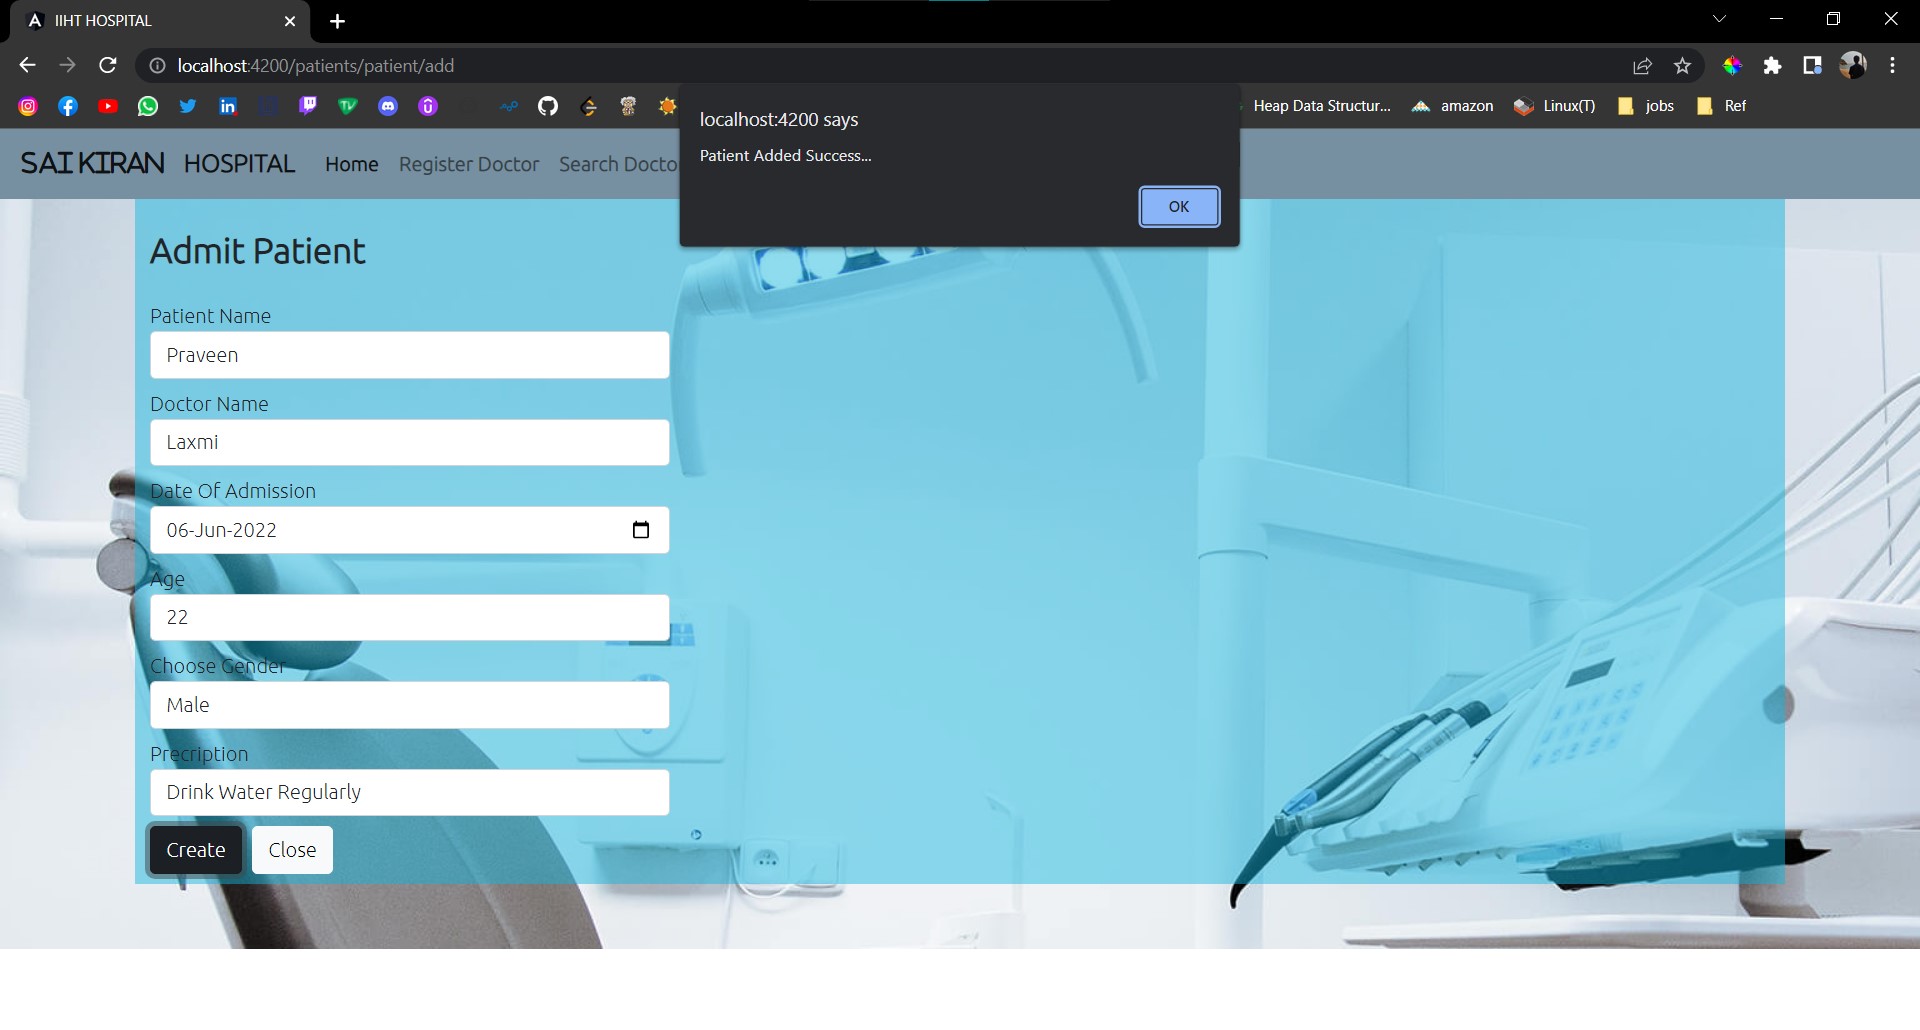 IIHT HOSPITAL
localhost:4200/patients/patient/add
Heap Data Structur...
amazon
Linux(T)
jobs
Ref
localhost:4200 says
Patient Added Success...
OK
SAI KIRAN HOSPITAL
Home
Register Doctor
Search Docto
Admit Patient
Patient Name
Praveen
Doctor Name
Laxmi
Date Of Admission
06-Jun-2022
Age
22
Choose Gender
Male
Precription
Drink Water Regularly
Create
Close